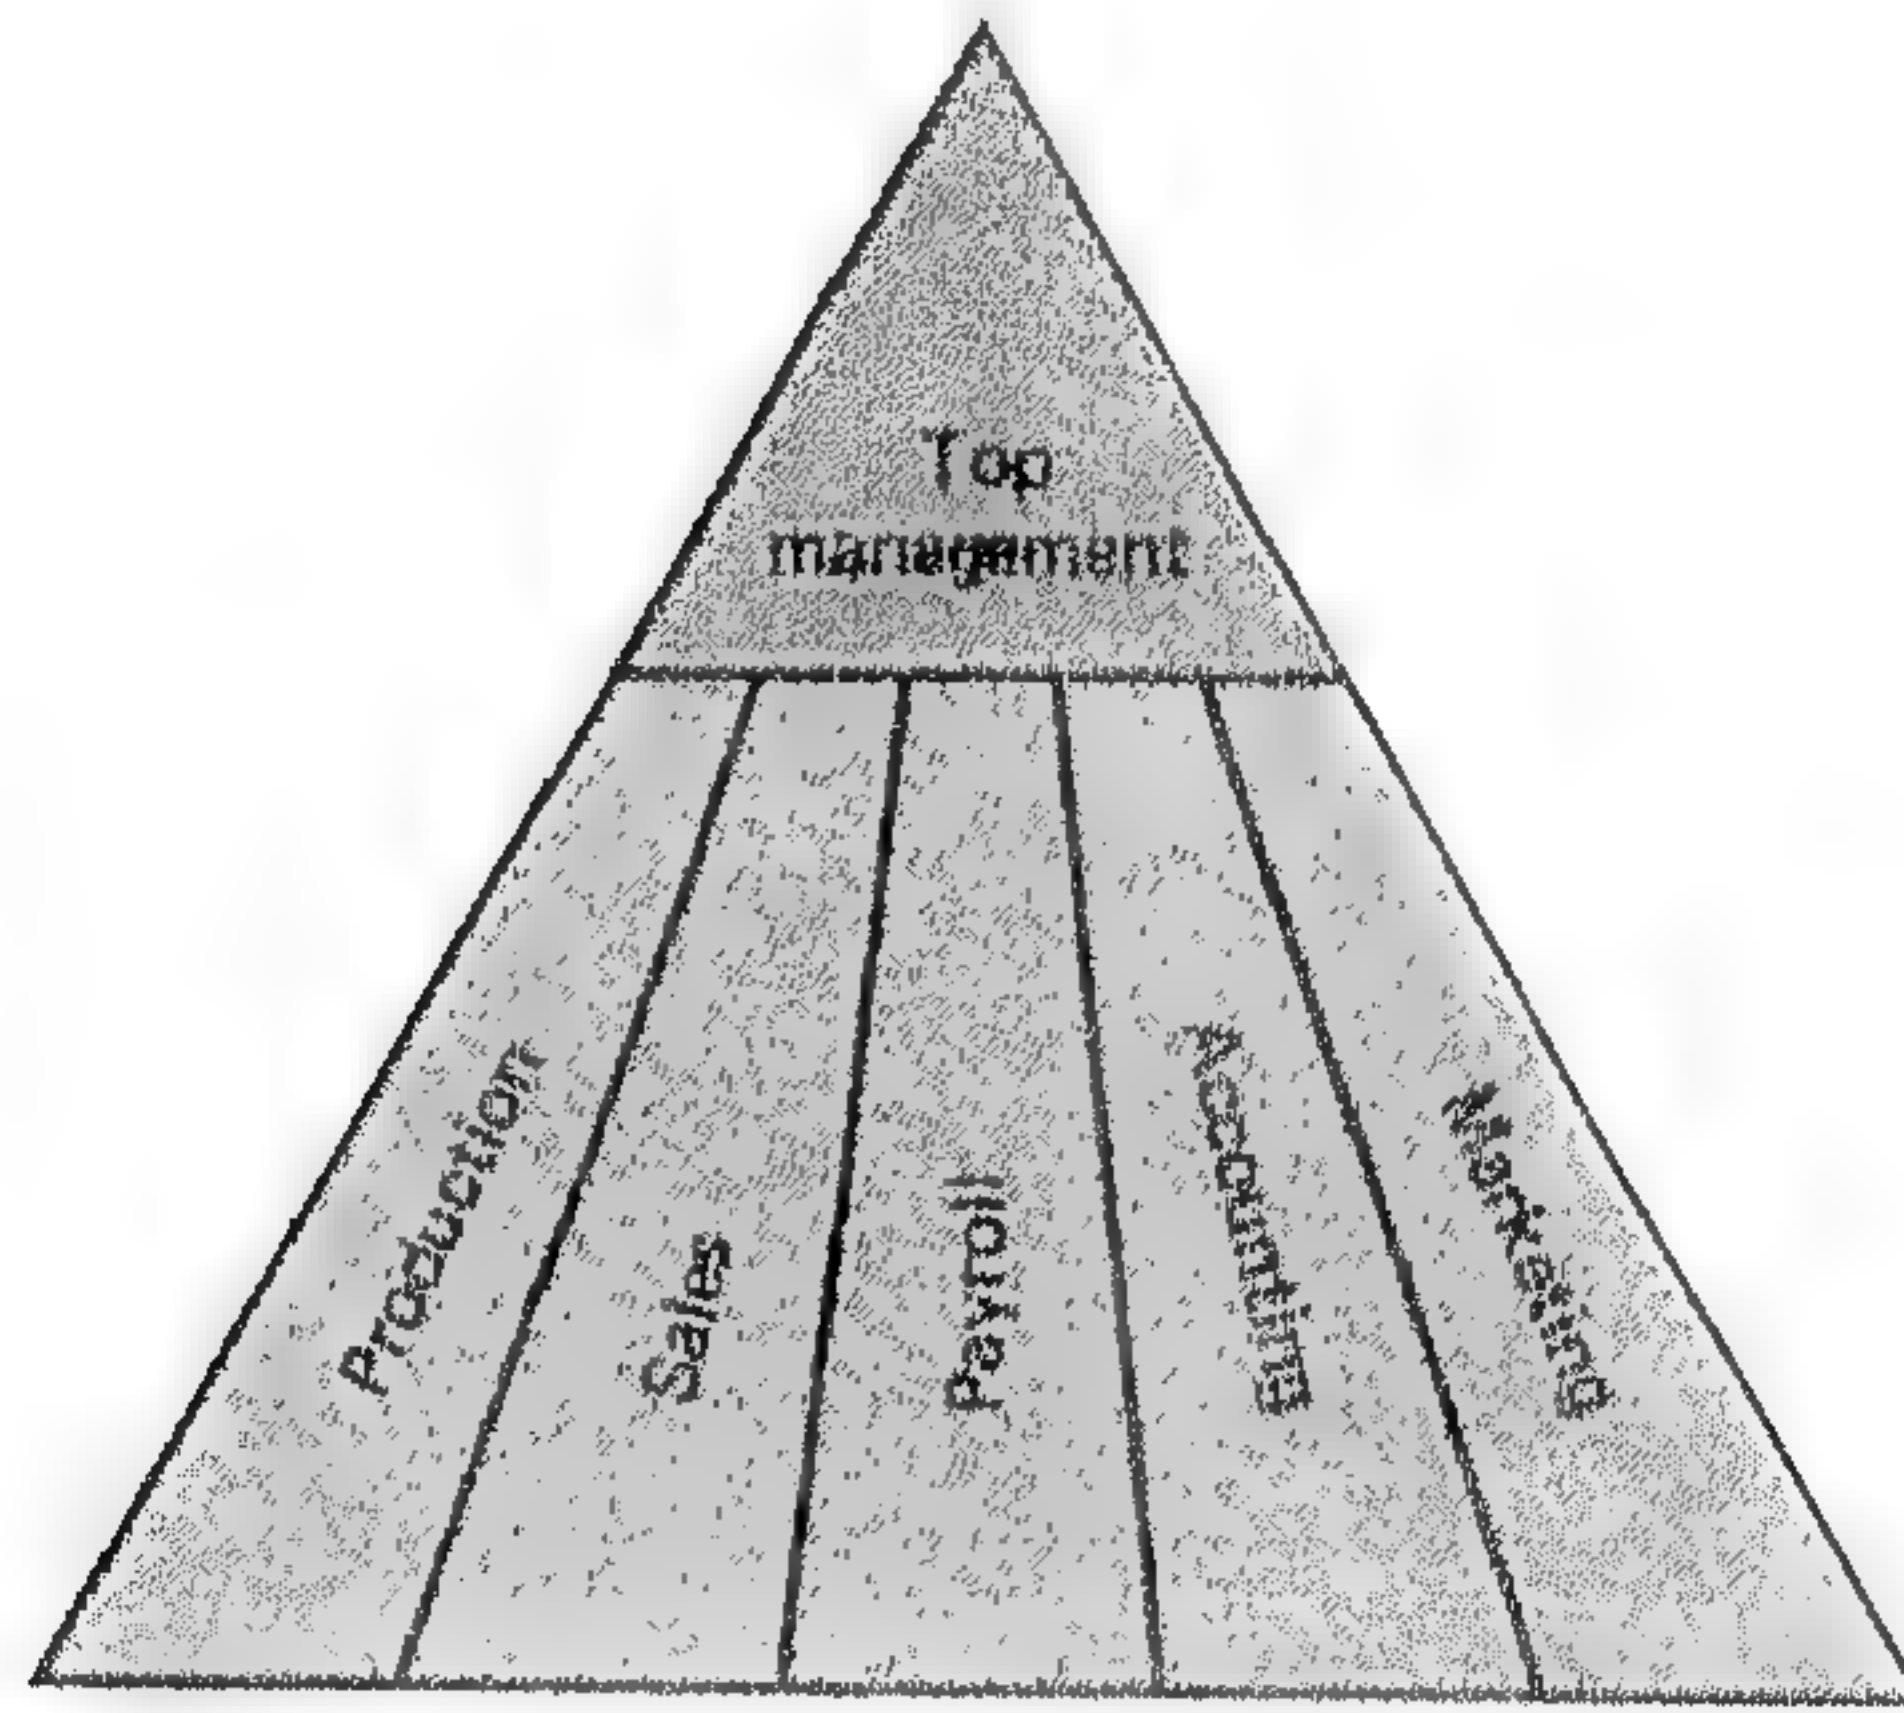 Top
management
Production
Sales
Payroll
Accounting
Marketing